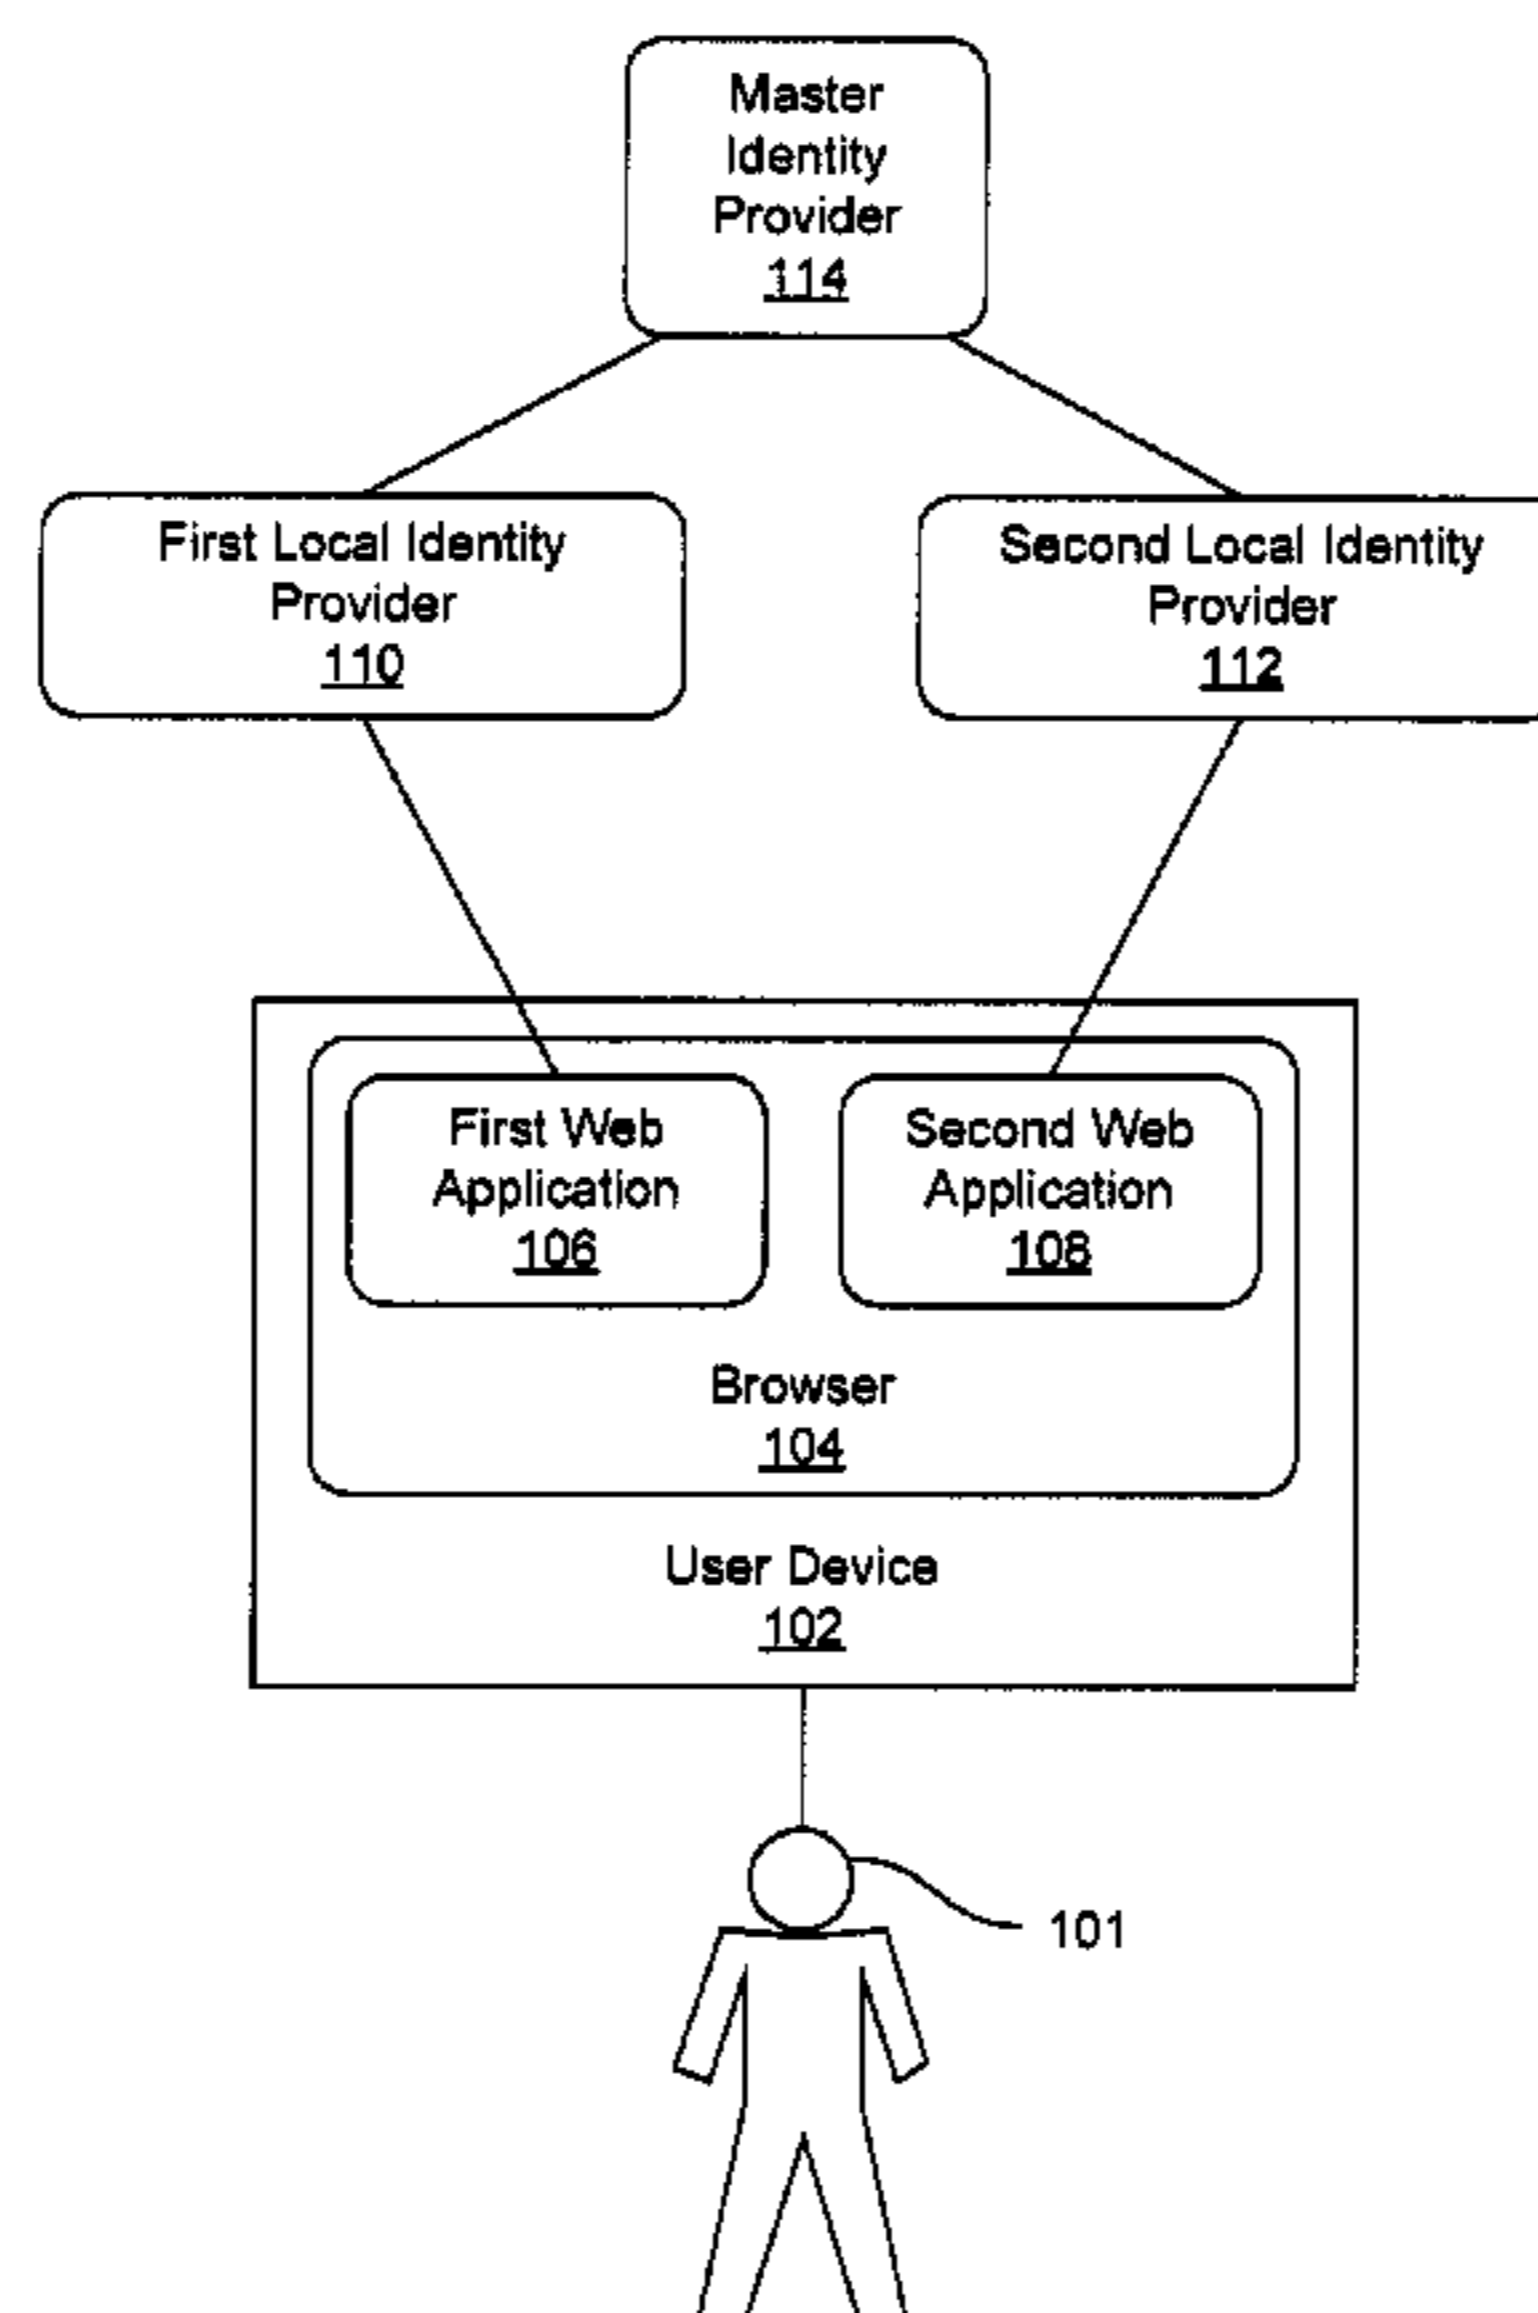 Master
Identity
Provider
114
First Local Identity
Provider
110
Second Local Identity
Provider
112
First Web
Application
106
Second Web
Application
108
Browser
104
User Device
102
101